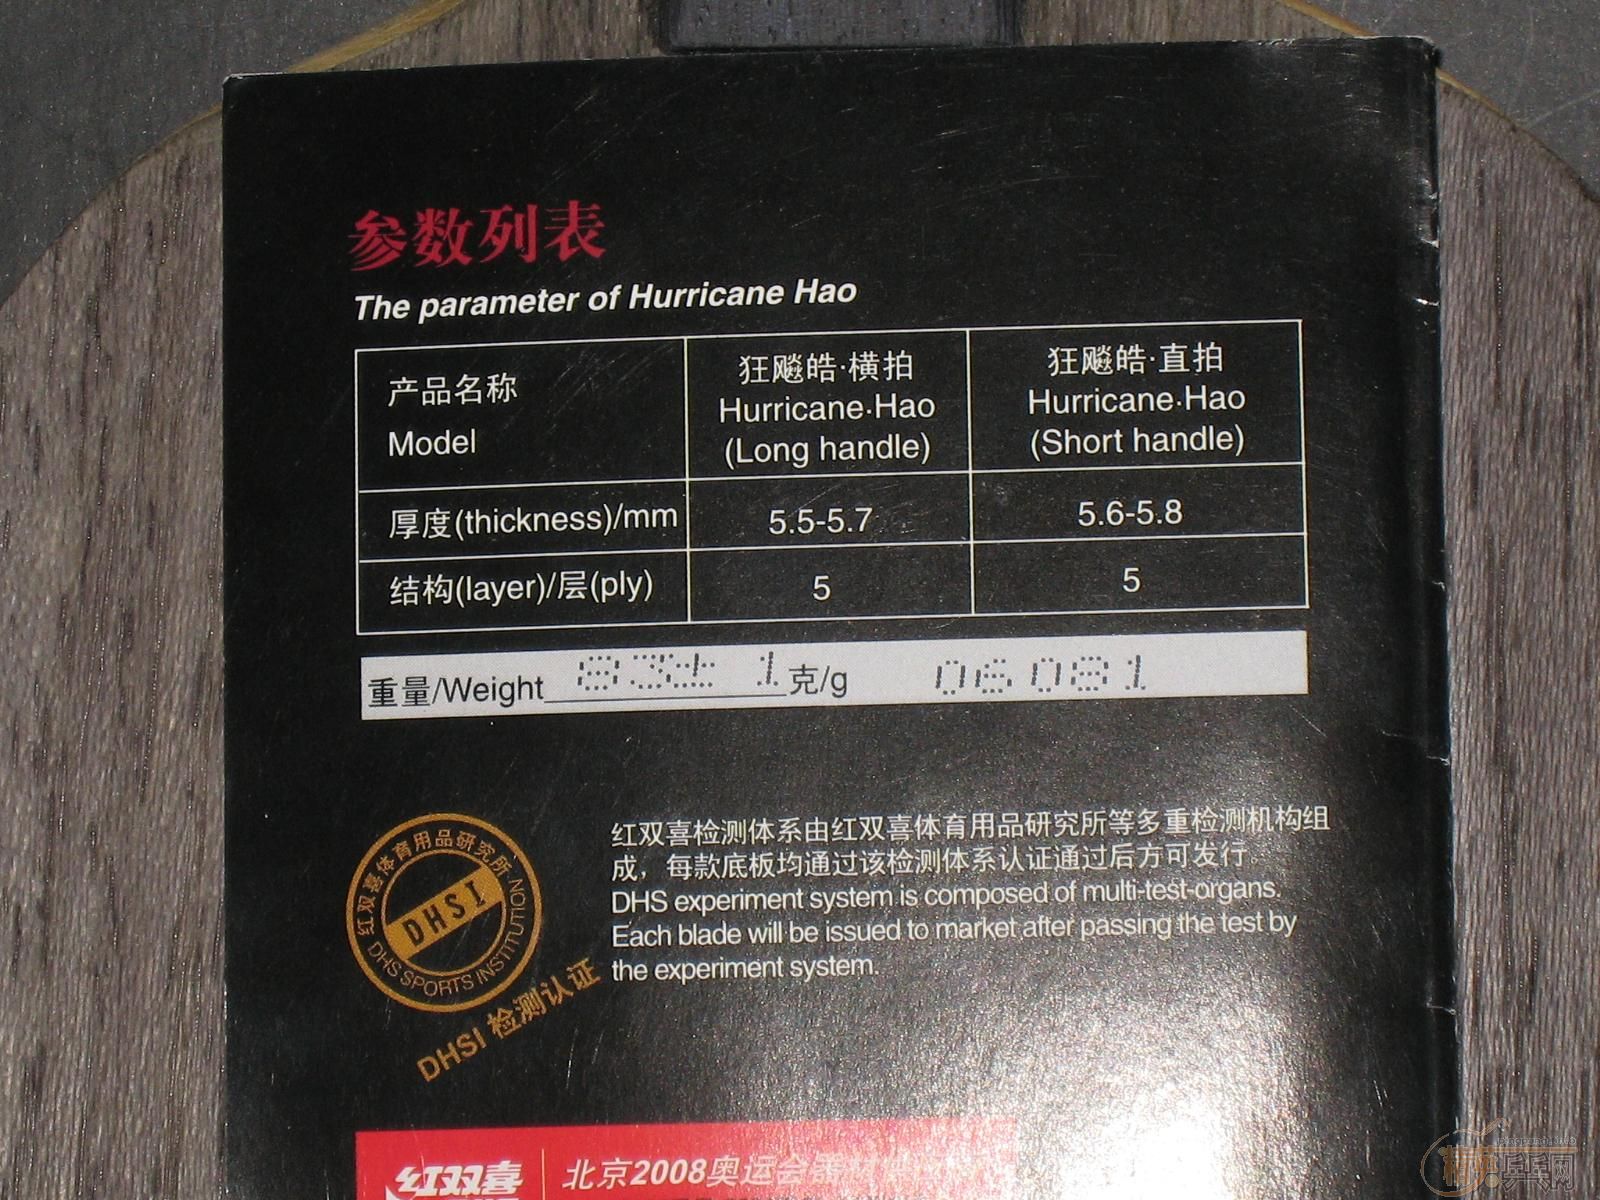 参数列表
The parameter of Hurricane Hao
产品名称
Model
狂飚皓·横拍
Hurricane·Hao
(Long handle)
狂飚皓·直拍
Hurricane·Hao
(Short handle)
厚度(thickness)/mm 5.5-5.7 5.6-5.8
结构(layer)/层(ply) 5 5
重量/Weight 83± 1 克/g 06081
红双喜体育用品研究所
DHSI
DHS SPORTS INSTITUTION
DHSI 检测认证
红双喜检测体系由红双喜体育用品研究所等多重检测机构组
成，每款底板均通过该检测体系认证通过后方可发行。
DHS experiment system is composed of multi-test-organs.
Each blade will be issued to market after passing the test by
the experiment system.
红双喜 北京2008奥运会器材